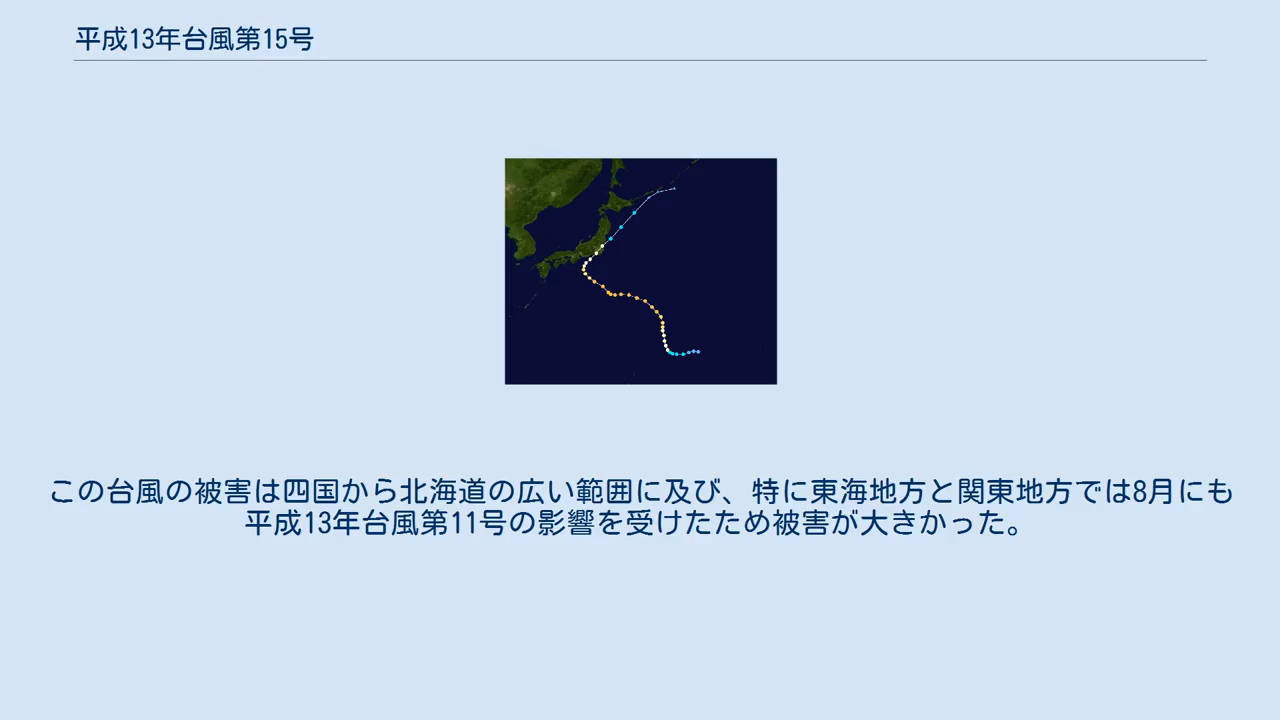 平成13年台風第15号
この台風の被害は四国から北海道の広い範囲に及び、特に東海地方と関東地方では8月にも
平成13年台風第11号の影響を受けたため被害が大きかった。